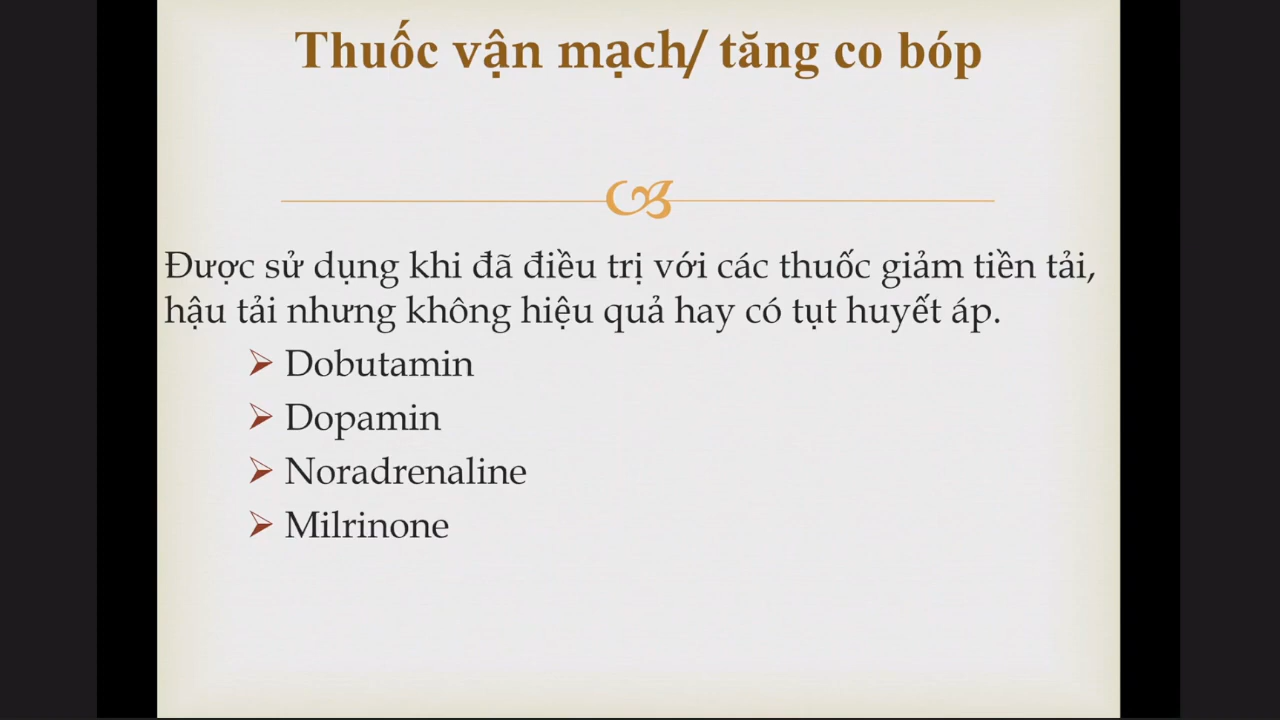 Thuốc vận mạch/ tăng co bóp
Được sử dụng khi đã điều trị với các thuốc giảm tiền tải,
hậu tải nhưng không hiệu quả hay có tụt huyết áp.
Dobutamin
Dopamin
Noradrenaline
Milrinone